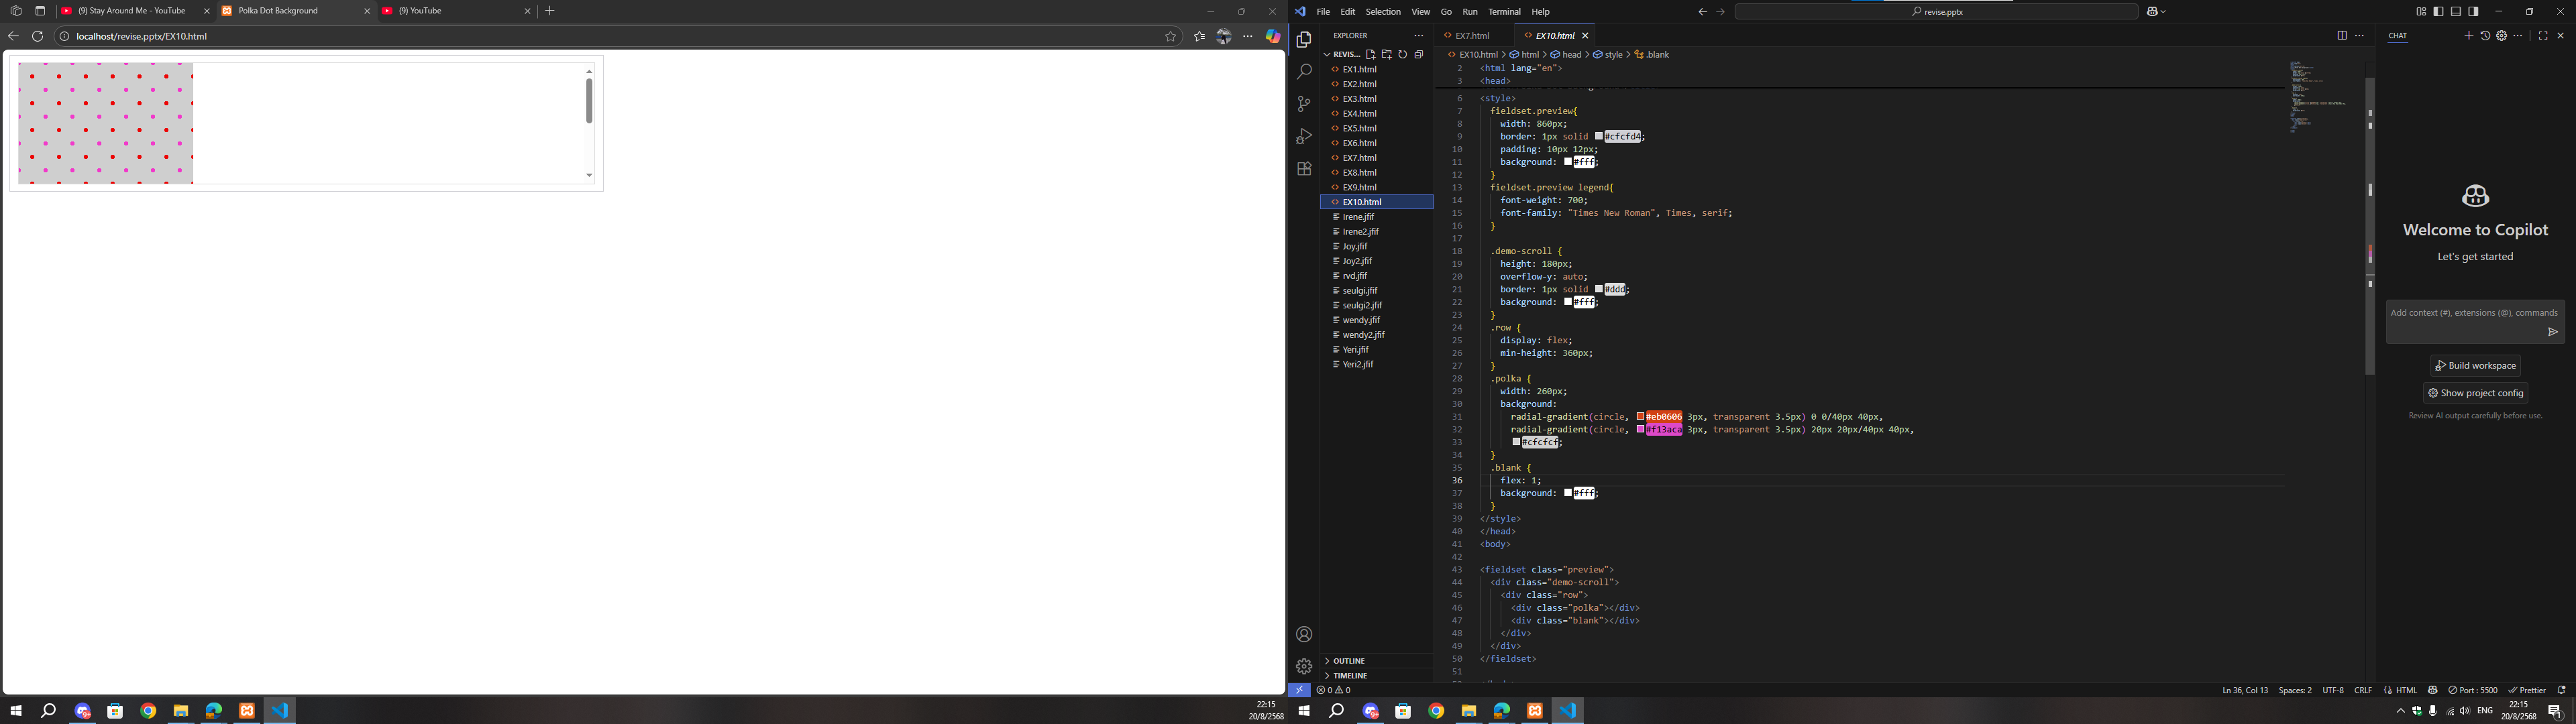 (9) Stay Around Me - YouTube
Polka Dot Background
(9) YouTube
localhost/revise.pptx/EX10.html
File Edit Selection View Go Run Terminal Help
revise.pptx
EXPLORER
REVIS...
EX1.html
EX2.html
EX3.html
EX4.html
EX5.html
EX6.html
EX7.html
EX8.html
EX9.html
EX10.html
Irene.jfif
Irene2.jfif
Joy.jfif
Joy2.jfif
rvd.jfif
seulgi.jfif
seulgi2.jfif
wendy.jfif
wendy2.jfif
Yeri.jfif
Yeri2.jfif
OUTLINE
TIMELINE
EX7.html
EX10.html
EX10.html > html > head > style > .blank
2 <html lang="en">
3 <head>
6 <style>
7 fieldset.preview{
8 width: 860px;
9 border: 1px solid #cfcfd4;
10 padding: 10px 12px;
11 background: #fff;
12 }
13 fieldset.preview legend{
14 font-weight: 700;
15 font-family: "Times New Roman", Times, serif;
16 }
17
18 .demo-scroll {
19 height: 180px;
20 overflow-y: auto;
21 border: 1px solid #ddd;
22 background: #fff;
23 }
24 .row {
25 display: flex;
26 min-height: 360px;
27 }
28 .polka {
29 width: 260px;
30 background:
31 radial-gradient(circle, #eb0606 3px, transparent 3.5px) 0 0/40px 40px,
32 radial-gradient(circle, #f13aca 3px, transparent 3.5px) 20px 20px/40px 40px,
33 #cfcfcf;
34 }
35 .blank {
36 flex: 1;
37 background: #fff;
38 }
39 </style>
40 </head>
41 <body>
42
43 <fieldset class="preview">
44 <div class="demo-scroll">
45 <div class="row">
46 <div class="polka"></div>
47 <div class="blank"></div>
48 </div>
49 </div>
50 </fieldset>
51
CHAT
Welcome to Copilot
Let's get started
Add context (#), extensions (@), commands
Build workspace
Show project config
Review AI output carefully before use.
0 0
Ln 36, Col 13 Spaces: 2 UTF-8 CRLF HTML Port : 5500 Prettier
22:15
20/8/2568
ENG
22:15
20/8/2568